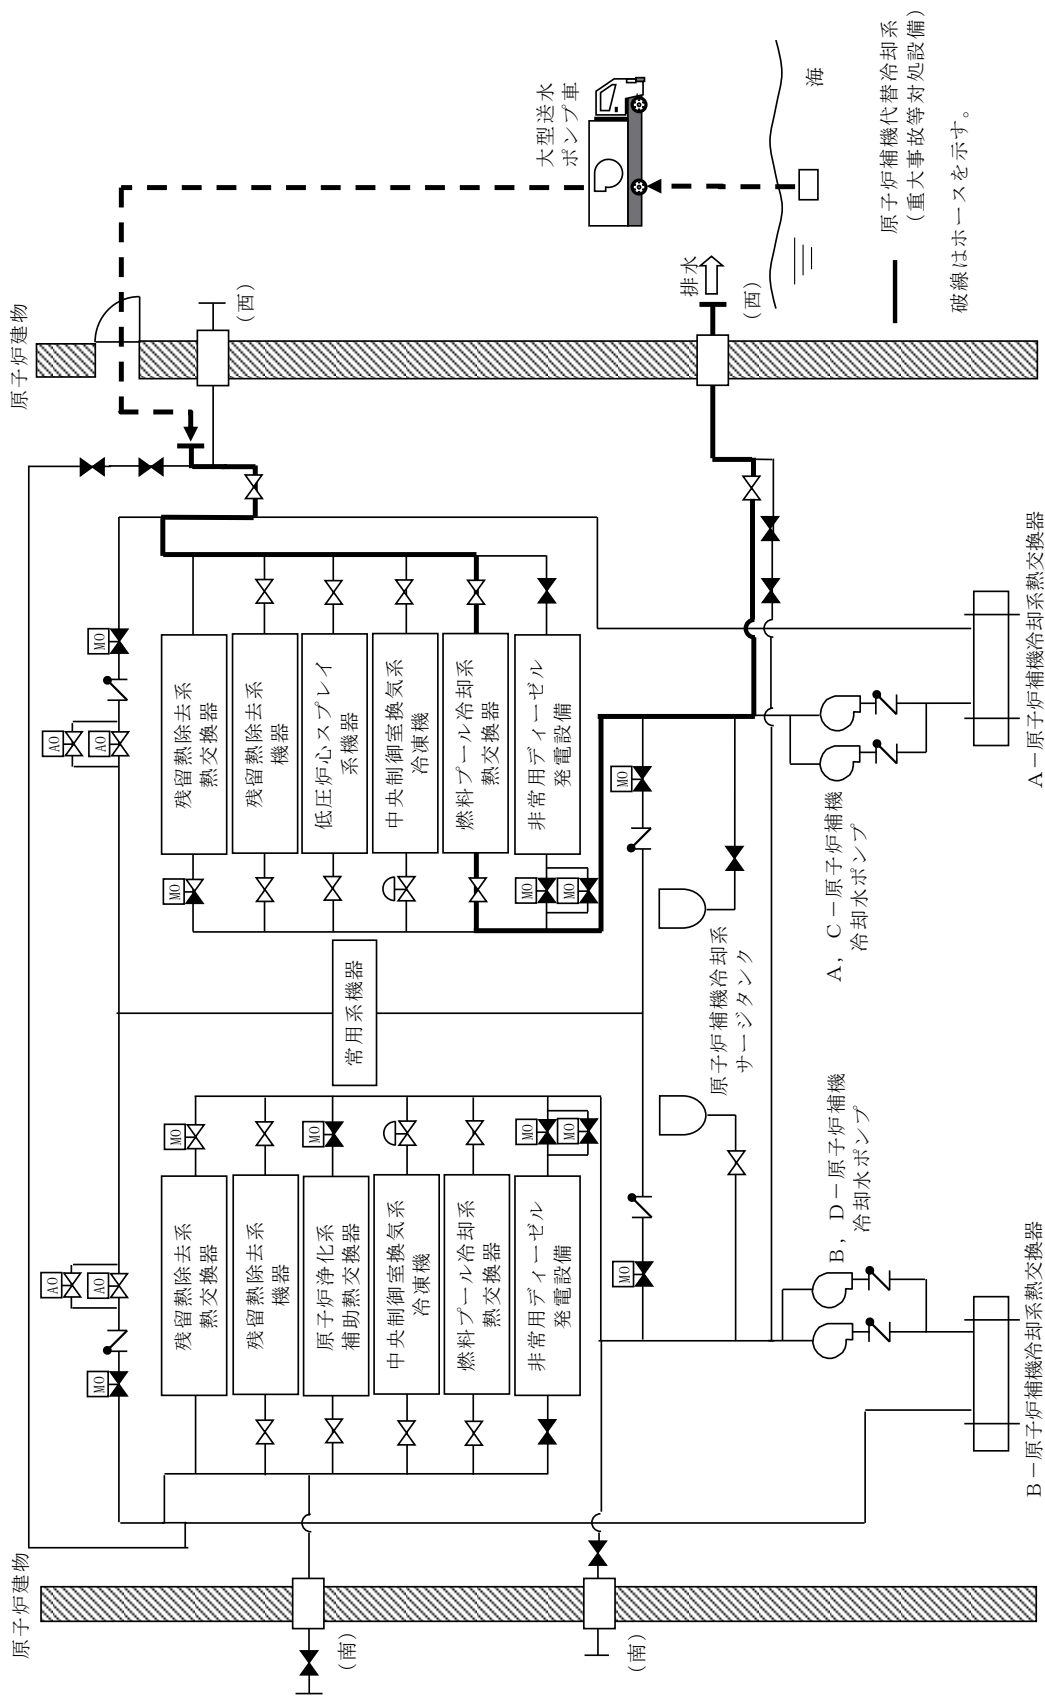 原子炉建物
原子炉建物
大型送水
ポンプ車
海
排水
(西)
(西)
原子炉補機代替冷却系
(重大事故等対処設備)
破線はホースを示す。
MO
AO
AO
残留熱除去系
熱交換器
残留熱除去系
機器
低圧炉心スプレイ
系機器
中央制御室換気系
冷凍機
燃料プール冷却系
熱交換器
非常用ディーゼル
発電設備
MO
MO
MO
MO
常用系機器
原子炉補機冷却系
サージタンク
A,C-原子炉補機
冷却水ポンプ
A-原子炉補機冷却系熱交換器
AO
AO
MO
MO
MO
MO
MO
残留熱除去系
熱交換器
残留熱除去系
機器
原子炉浄化系
補助熱交換器
中央制御室換気系
冷凍機
燃料プール冷却系
熱交換器
非常用ディーゼル
発電設備
MO
B,D-原子炉補機
冷却水ポンプ
B-原子炉補機冷却系熱交換器
(南)
(南)